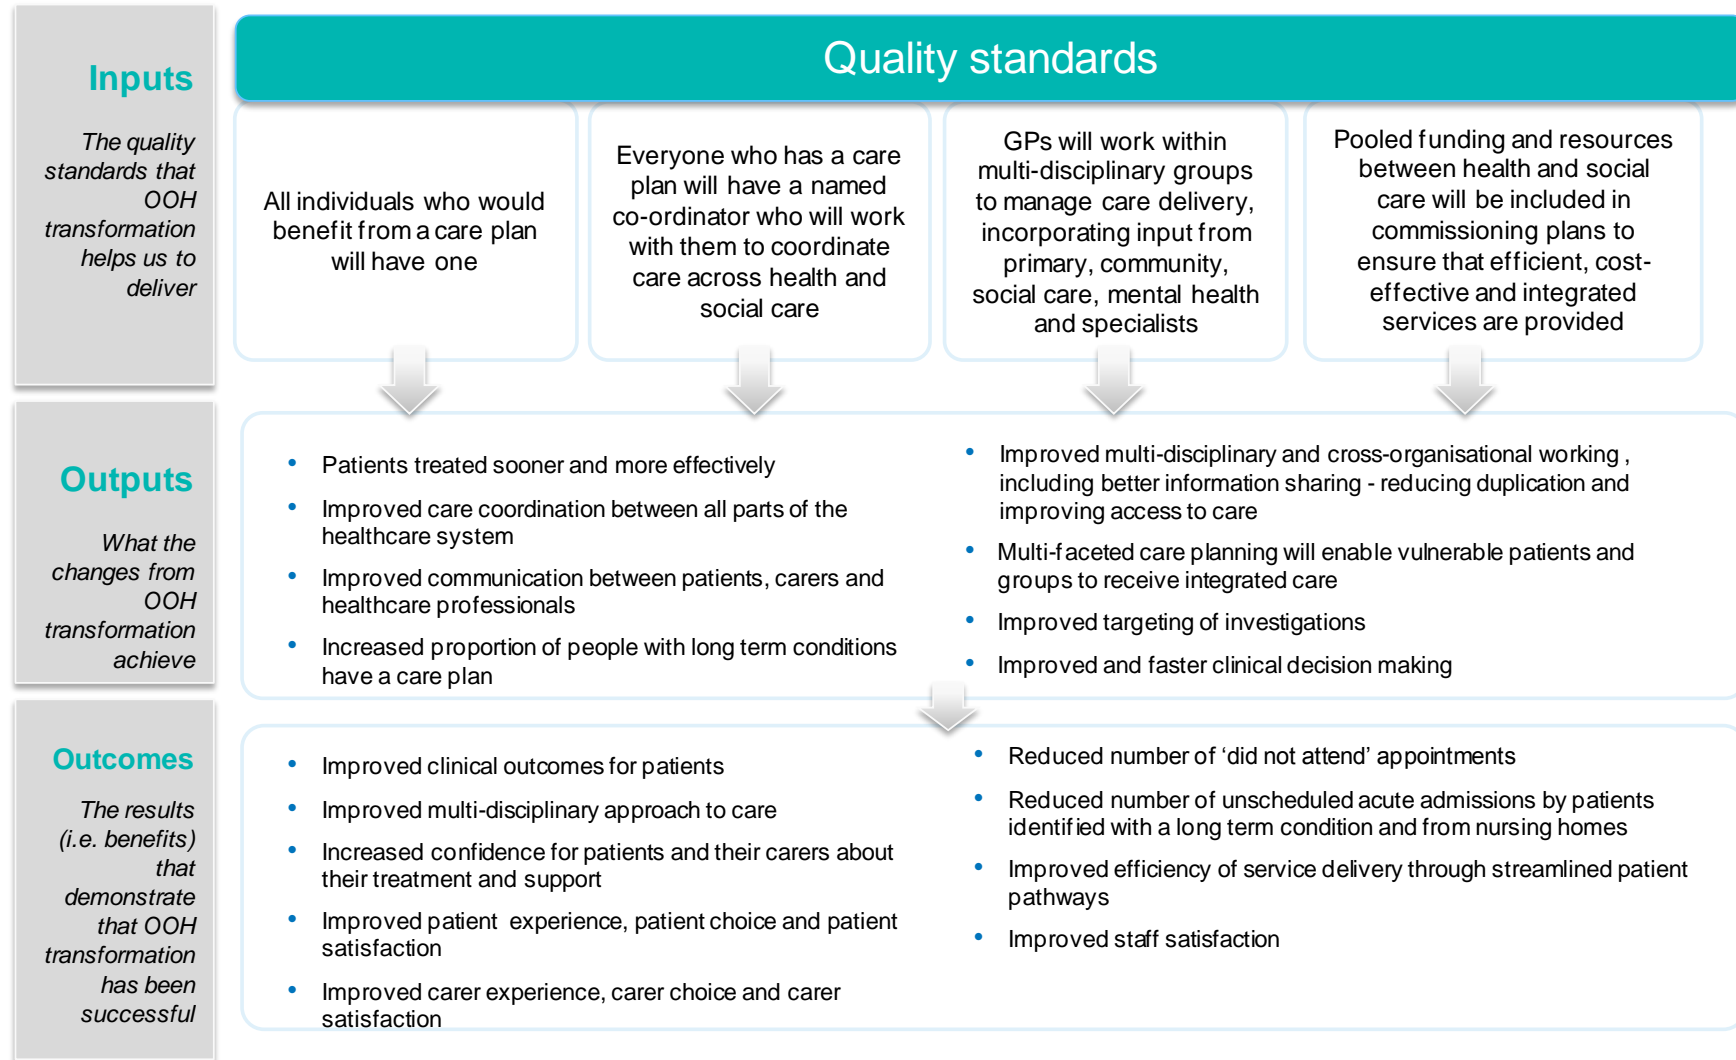 Quality standards
Inputs
The quality
standards that
OOH
transformation
helps us to
deliver
All individuals who would
benefit from a care plan
will have one
Everyone who has a care
plan will have a named
co-ordinator who will work
with them to coordinate
care across health and
social care
GPs will work within
multi-disciplinary groups
to manage care delivery,
incorporating input from
primary, community,
social care, mental health
and specialists
Pooled funding and resources
between health and social
care will be included in
commissioning plans to
ensure that efficient, cost-
effective and integrated
services are provided
Outputs
What the
changes from
OOH
transformation
achieve
• Patients treated sooner and more effectively
• Improved care coordination between all parts of the
healthcare system
• Improved communication between patients, carers and
healthcare professionals
• Increased proportion of people with long term conditions
have a care plan
• Improved multi-disciplinary and cross-organisational working ,
including better information sharing - reducing duplication and
improving access to care
• Multi-faceted care planning will enable vulnerable patients and
groups to receive integrated care
• Improved targeting of investigations
• Improved and faster clinical decision making
Outcomes
The results
(i.e. benefits)
that
demonstrate
that OOH
transformation
has been
successful
• Improved clinical outcomes for patients
• Improved multi-disciplinary approach to care
• Increased confidence for patients and their carers about
their treatment and support
• Improved patient experience, patient choice and patient
satisfaction
• Improved carer experience, carer choice and carer
satisfaction
• Reduced number of ‘did not attend’ appointments
• Reduced number of unscheduled acute admissions by patients
identified with a long term condition and from nursing homes
• Improved efficiency of service delivery through streamlined patient
pathways
• Improved staff satisfaction